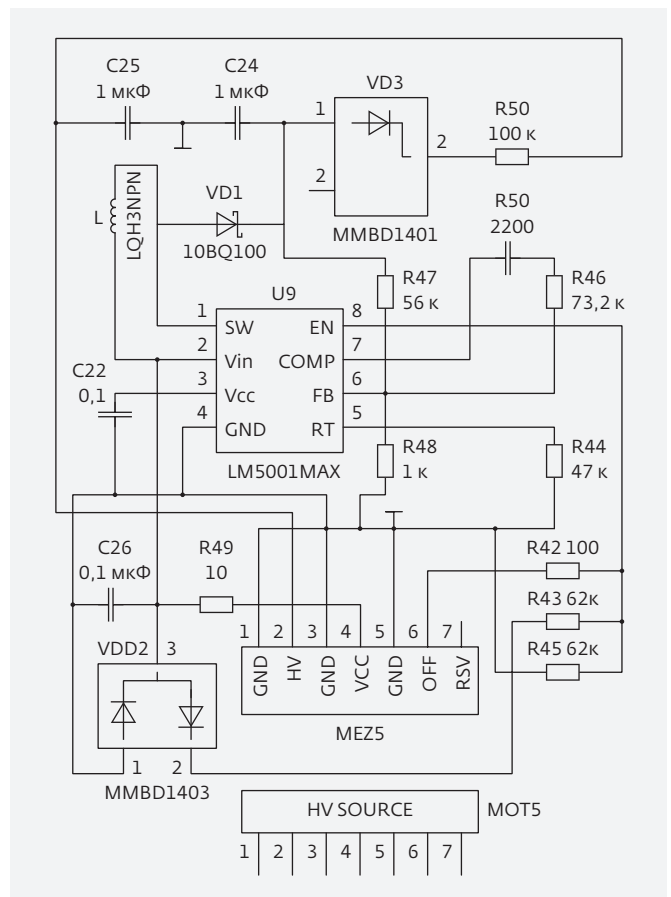 C25
1 мкФ
C24
1 мкФ
VD3
1
2
2
MMBD1401
R50
100 к
L
LQH3NPN
VD1
10BQ100
R50
2200
R47
56 к
R46
73,2 к
U9
1
2
3
4
SW
Vin
Vcc
GND
EN
COMP
FB
RT
8
7
6
5
LM5001MAX
C22
0,1
R48
1 к
R44
47 к
C26
0,1 мкФ
R49
10
R42 100
R43 62к
R45 62к
1 2 3 4 5 6 7
GND
HV
GND
VCC
GND
OFF
RSV
MEZ5
VDD2 3
1 2
MMBD1403
HV SOURCE
MOT5
1 2 3 4 5 6 7